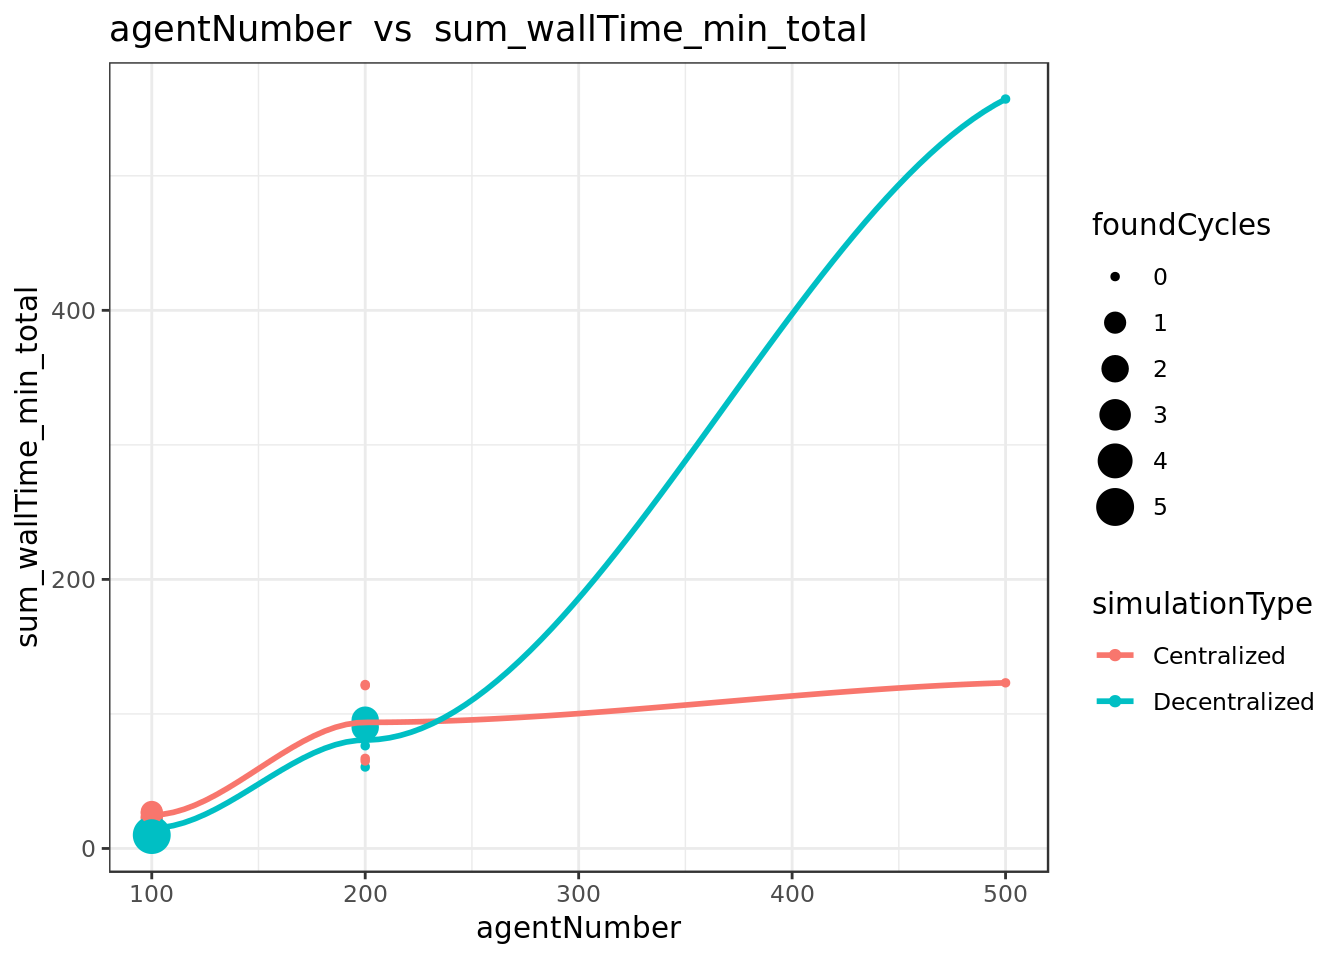 agentNumber vs sum_wallTime_min_total
sum_wallTime_min_total
400
200
0
100
200
300
400
500
agentNumber
foundCycles
0
1
2
3
4
5
simulationType
Centralized
Decentralized